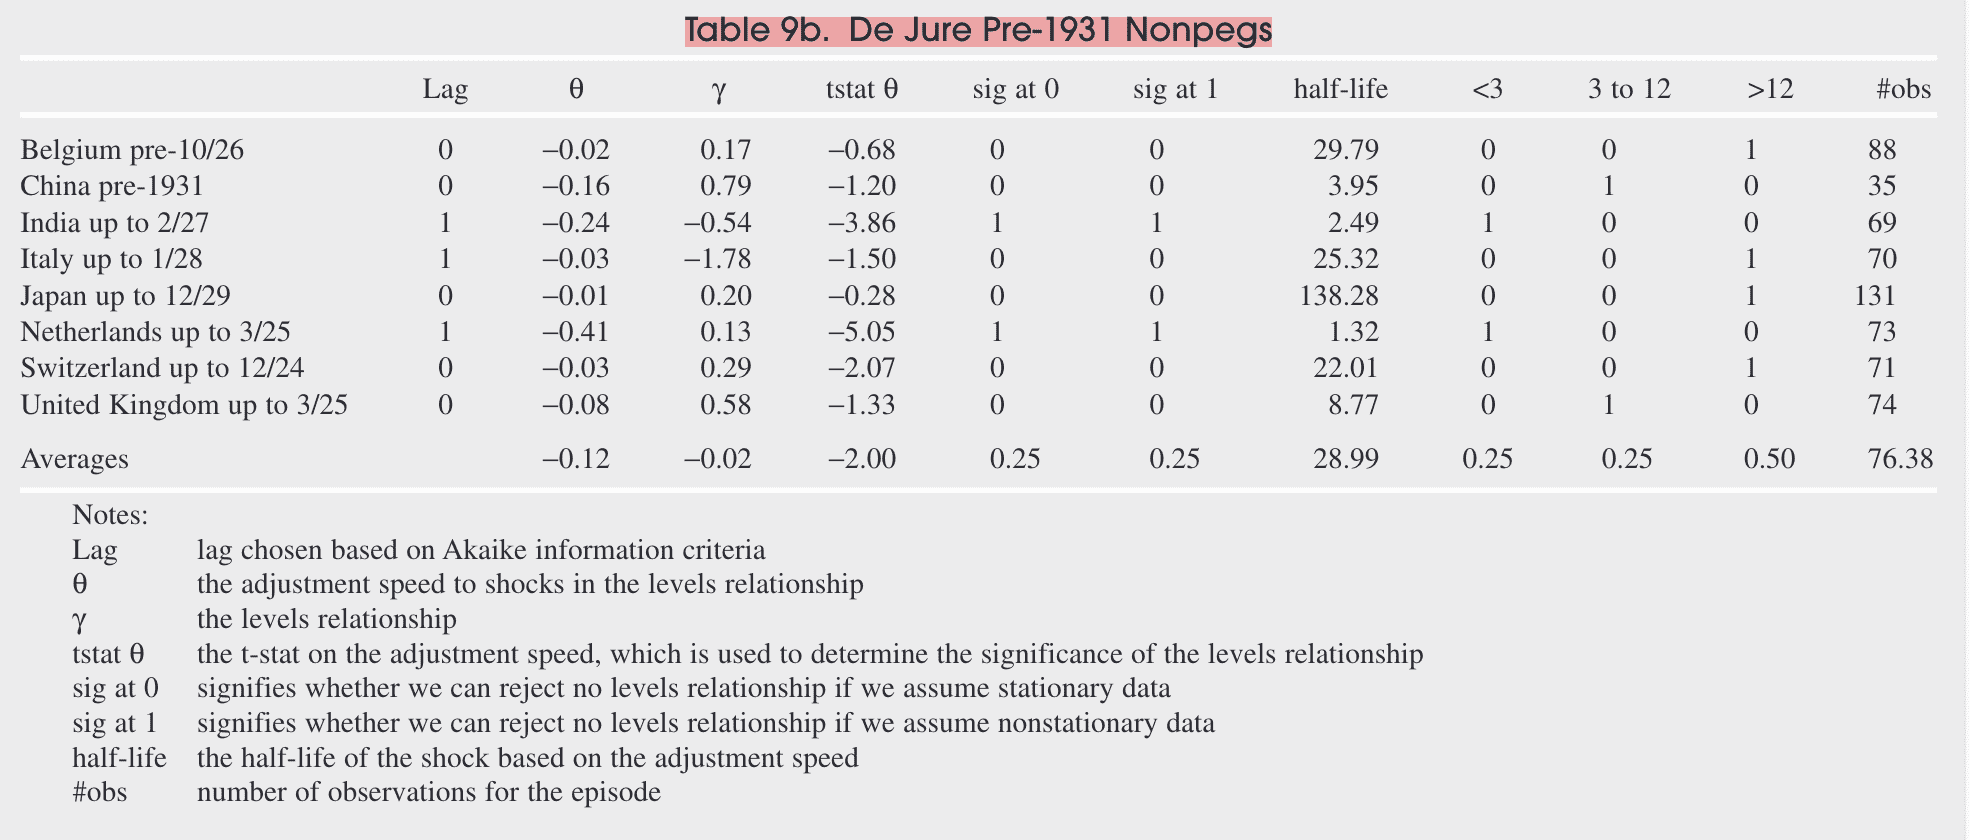 Table 9b. De Jure Pre-1931 Nonpegs
Lag θ γ tstat θ sig at 0 sig at 1 half-life <3 3 to 12 >12 #obs
Belgium pre-10/26 0 –0.02 0.17 –0.68 0 0 29.79 0 0 1 88
China pre-1931 0 –0.16 0.79 –1.20 0 0 3.95 0 1 0 35
India up to 2/27 1 –0.24 –0.54 –3.86 1 1 2.49 1 0 0 69
Italy up to 1/28 1 –0.03 –1.78 –1.50 0 0 25.32 0 0 1 70
Japan up to 12/29 0 –0.01 0.20 –0.28 0 0 138.28 0 0 1 131
Netherlands up to 3/25 1 –0.41 0.13 –5.05 1 1 1.32 1 0 0 73
Switzerland up to 12/24 0 –0.03 0.29 –2.07 0 0 22.01 0 0 1 71
United Kingdom up to 3/25 0 –0.08 0.58 –1.33 0 0 8.77 0 1 0 74
Averages –0.12 –0.02 –2.00 0.25 0.25 28.99 0.25 0.25 0.50 76.38
Notes:
Lag lag chosen based on Akaike information criteria
θ the adjustment speed to shocks in the levels relationship
γ the levels relationship
tstat θ the t-stat on the adjustment speed, which is used to determine the significance of the levels relationship
sig at 0 signifies whether we can reject no levels relationship if we assume stationary data
sig at 1 signifies whether we can reject no levels relationship if we assume nonstationary data
half-life the half-life of the shock based on the adjustment speed
#obs number of observations for the episode